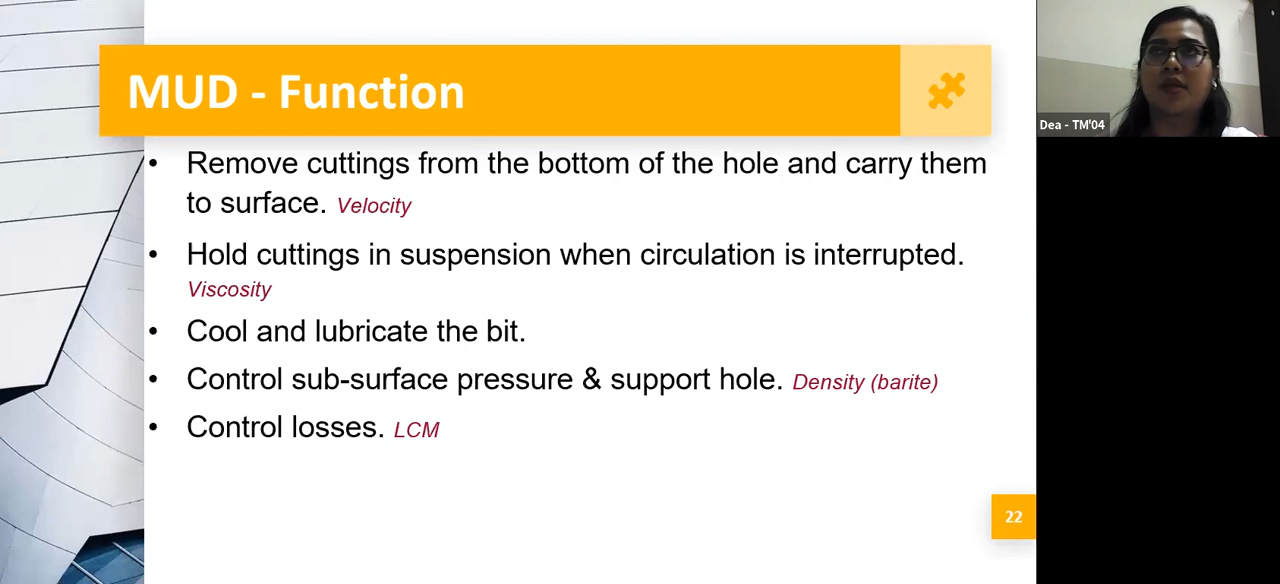 MUD - Function
• Remove cuttings from the bottom of the hole and carry them
to surface. Velocity
• Hold cuttings in suspension when circulation is interrupted.
Viscosity
• Cool and lubricate the bit.
• Control sub-surface pressure & support hole. Density (barite)
• Control losses. LCM
22
Dea - TM'04